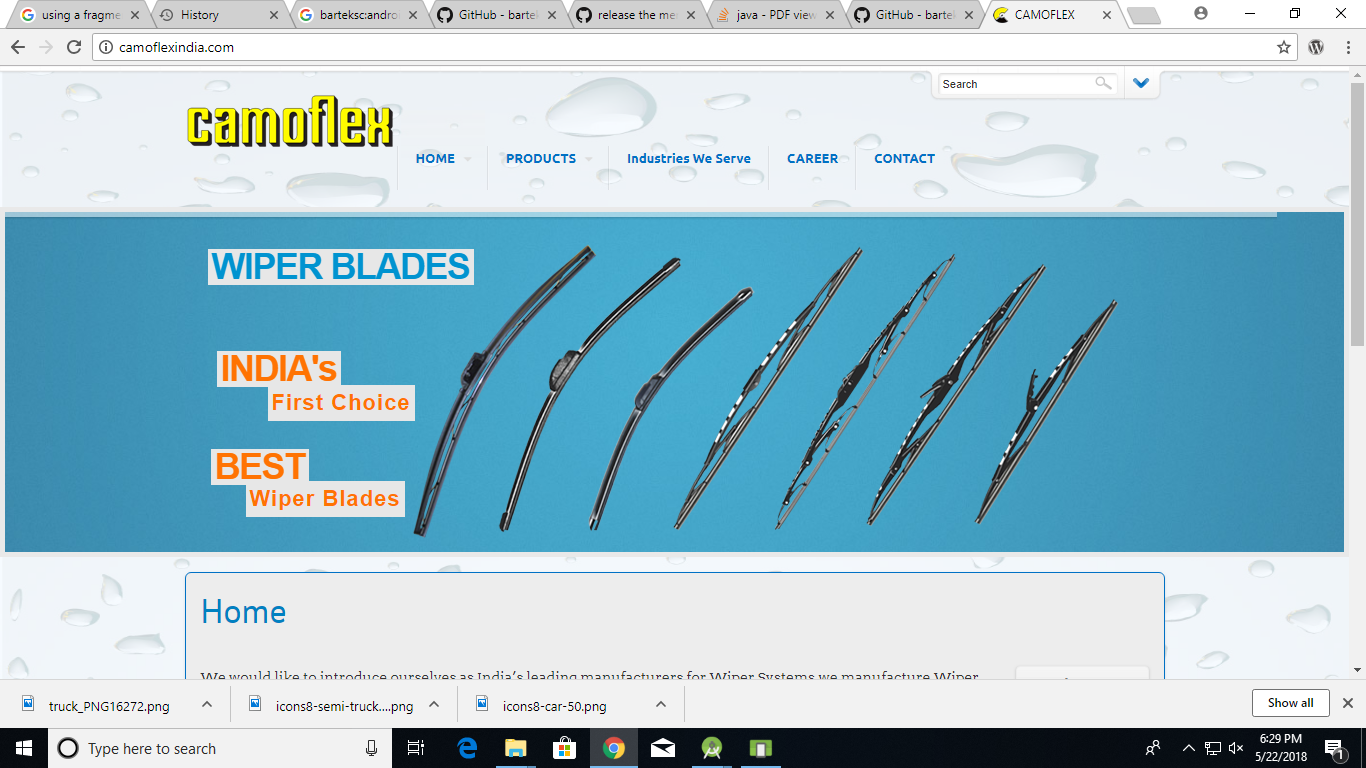 using a fragme
History
barteksc:andro
GitHub - bartek
release the me
java - PDF view
GitHub - bartek
CAMOFLEX
camoflexindia.com
Search
camoflex
HOME
PRODUCTS
Industries We Serve
CAREER
CONTACT
WIPER BLADES
INDIA's
First Choice
BEST
Wiper Blades
Home
We would like to introduce ourselves as India's leading manufacturers for Wiper Systems we manufacture Wiper
truck_PNG16272.png
icons8-semi-truck....png
icons8-car-50.png
Show all
Type here to search
6:29 PM
5/22/2018
1